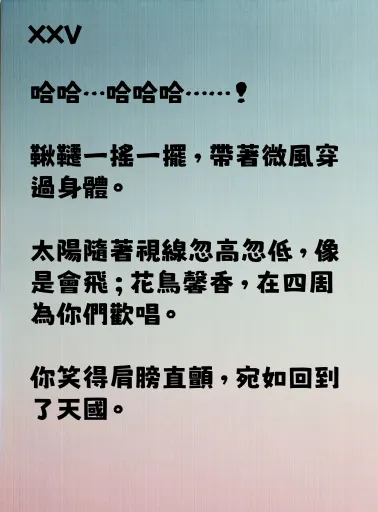 XXV
哈哈…哈哈哈……！
鞦韆一搖一擺，帶著微風穿
過身體。
太陽隨著視線忽高忽低，像
是會飛；花鳥馨香，在四周
為你們歡唱。
你笑得肩膀直顫，宛如回到
了天國。